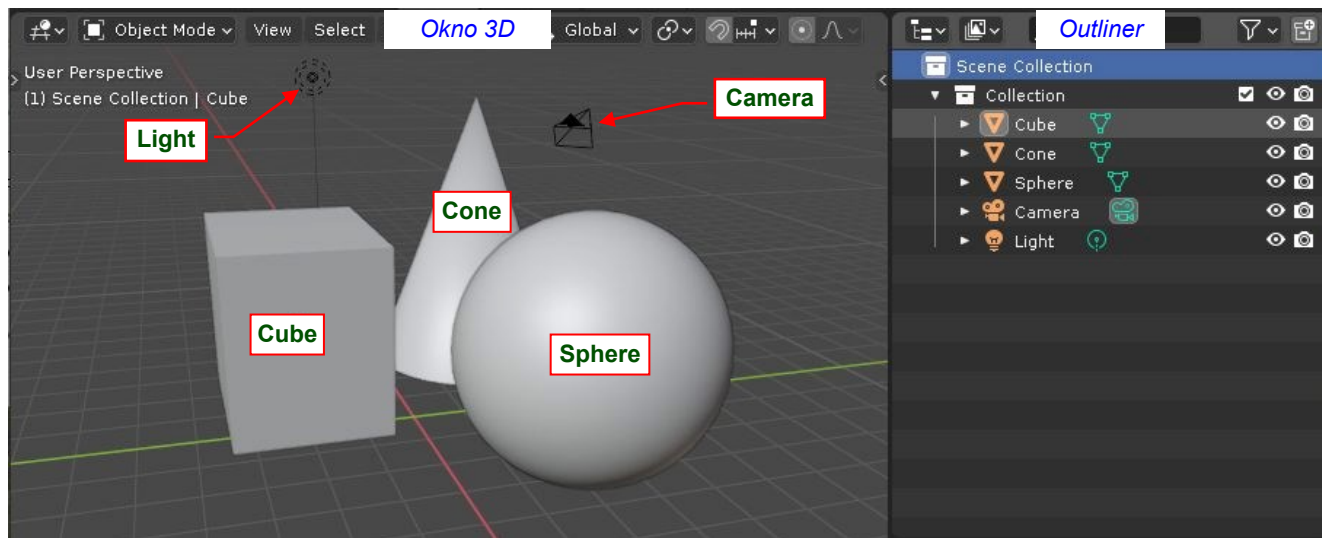 Object Mode View Select Okno 3D Global
User Perspective
(1) Scene Collection | Cube
Light
Camera
Cone
Cube
Sphere
Outliner
Scene Collection
Collection
Cube
Cone
Sphere
Camera
Light